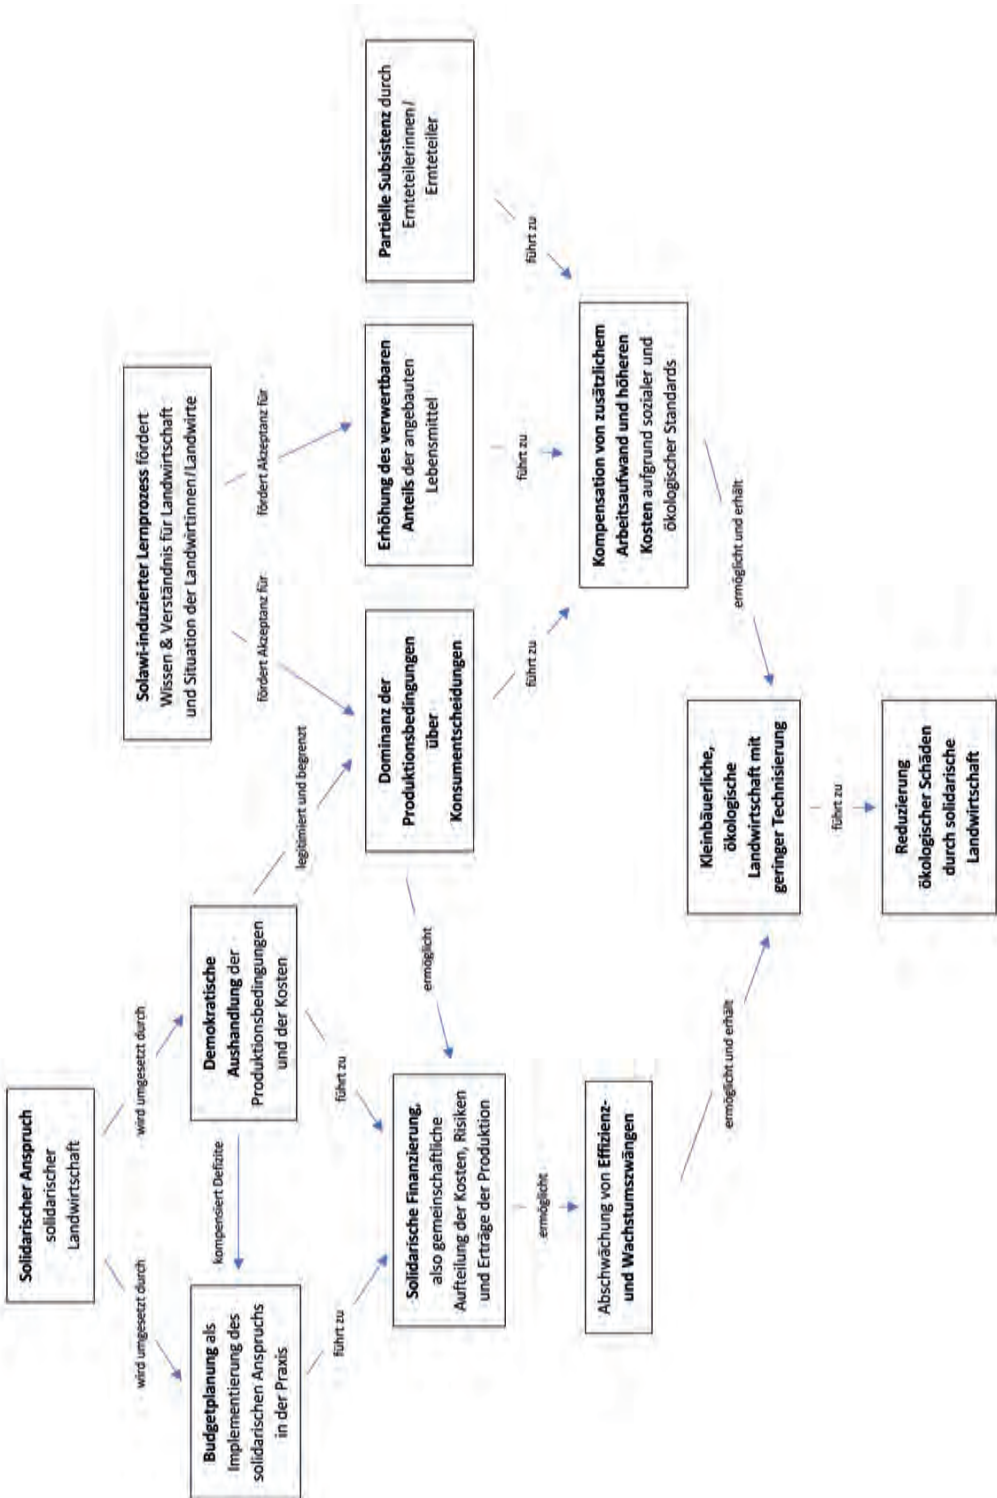 Solidarischer Anspruch
solidarischer
Landwirtschaft
wird umgesetzt durch
wird umgesetzt durch
Solawi-induzierter Lernprozess fördert
Wissen & Verständnis für Landwirtschaft
und Situation der Landwirtinnen/Landwirte
Budgetplanung als
Implementierung des
solidarischen Anspruchs
in der Praxis
kompensiert Defizite
Demokratische
Aushandlung der
Produktionsbedingungen
und der Kosten
legitimiert und begrenzt
fördert Akzeptanz für
fördert Akzeptanz für
führt zu
führt zu
ermöglicht
Dominanz der
Produktionsbedingungen
über
Konsumentscheidungen
Erhöhung des verwertbaren
Anteils der angebauten
Lebensmittel
Partielle Subsistenz durch
Ernteteilerinnen/
Ernteteiler
Solidarische Finanzierung,
also gemeinschaftliche
Aufteilung der Kosten, Risiken
und Erträge der Produktion
führt zu
führt zu
führt zu
ermöglicht
Abschwächung von Effizienz-
und Wachstumszwängen
Kompensation von zusätzlichem
Arbeitsaufwand und höheren
Kosten aufgrund sozialer und
ökologischer Standards
ermöglicht und erhält
ermöglicht und erhält
Kleinbäuerliche,
ökologische
Landwirtschaft mit
geringer Technisierung
führt zu
Reduzierung
ökologischer Schäden
durch solidarische
Landwirtschaft